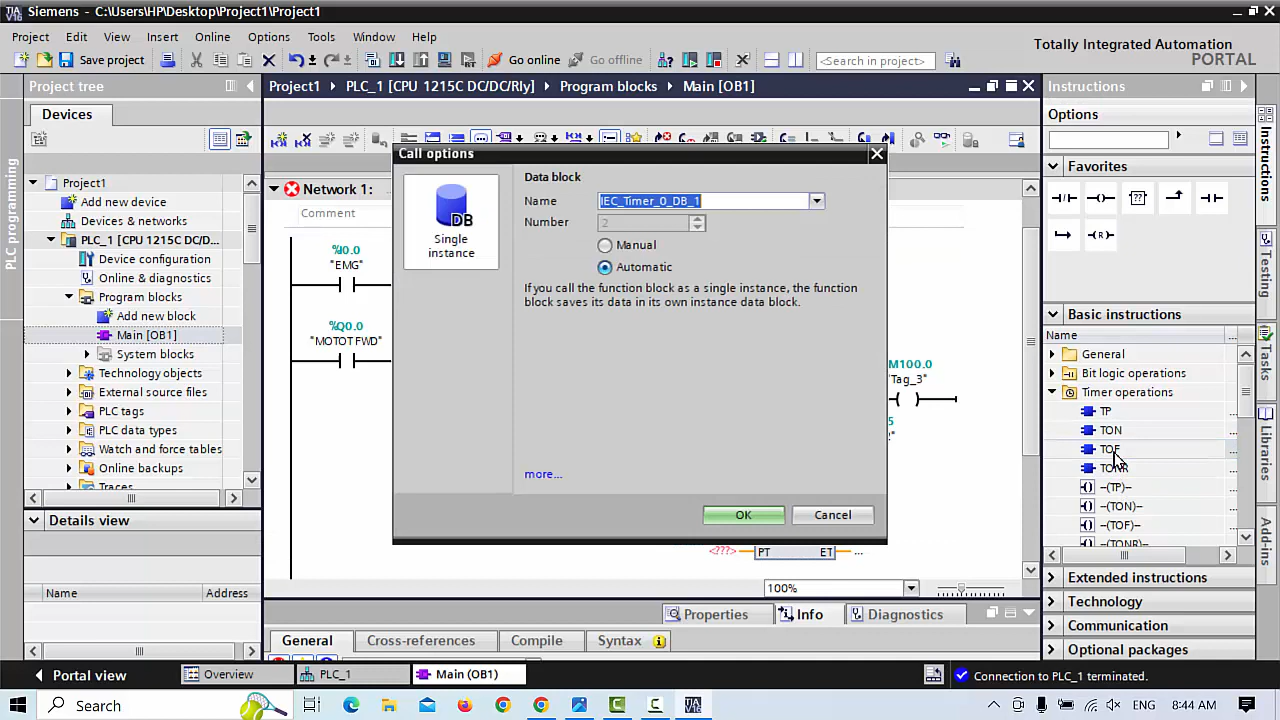 TIA
V16
Siemens - C:\Users\HP\Desktop\Project1\Project1
Project Edit View Insert Online Options Tools Window Help
Save project
Go online
Go offline
<Search in project>
Totally Integrated Automation
PORTAL
Project tree
Devices
PLC programming
Project1
Add new device
Devices & networks
PLC_1 [CPU 1215C DC/D...
Device configuration
Online & diagnostics
Program blocks
Add new block
Main [OB1]
System blocks
Technology objects
External source files
PLC tags
PLC data types
Watch and force tables
Online backups
Traces
Details view
Name
Address
Project1 PLC_1 [CPU 1215C DC/DC/Rly] Program blocks Main [OB1]
Network 1:
Comment
%I0.0
"EMG"
%Q0.0
"MOTOT FWD"
M100.0
"Tag_3"
<???> PT ET ...
100%
Call options
DB
Single
instance
Data block
Name IEC_Timer_0_DB_1
Number 2
Manual
Automatic
If you call the function block as a single instance, the function
block saves its data in its own instance data block.
more...
OK
Cancel
Properties
Info
Diagnostics
General
Cross-references
Compile
Syntax
Instructions
Options
Favorites
Basic instructions
Name
General
Bit logic operations
Timer operations
TP
TON
TOF
TONR
-(TP)-
-(TON)-
-(TOF)-
-(TONR)-
Extended instructions
Technology
Communication
Optional packages
Instructions
Testing
Tasks
Libraries
Add-ins
Portal view
Overview
PLC_1
Main (OB1)
Connection to PLC_1 terminated.
Search
ENG
8:44 AM